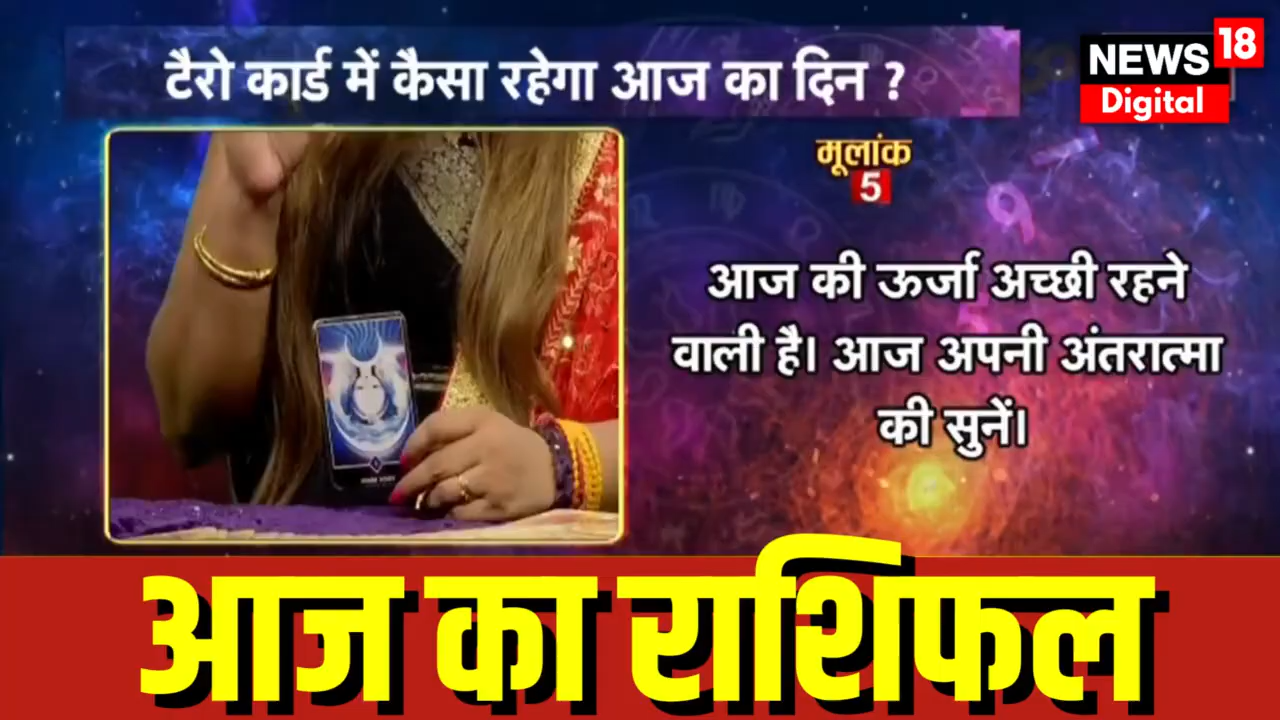 टैरो कार्ड में कैसा रहेगा आज का दिन ?
NEWS 18
Digital
मूलांक
5
आज की ऊर्जा अच्छी रहने
वाली है। आज अपनी अंतरात्मा
की सुनें।
आज का राशिफल